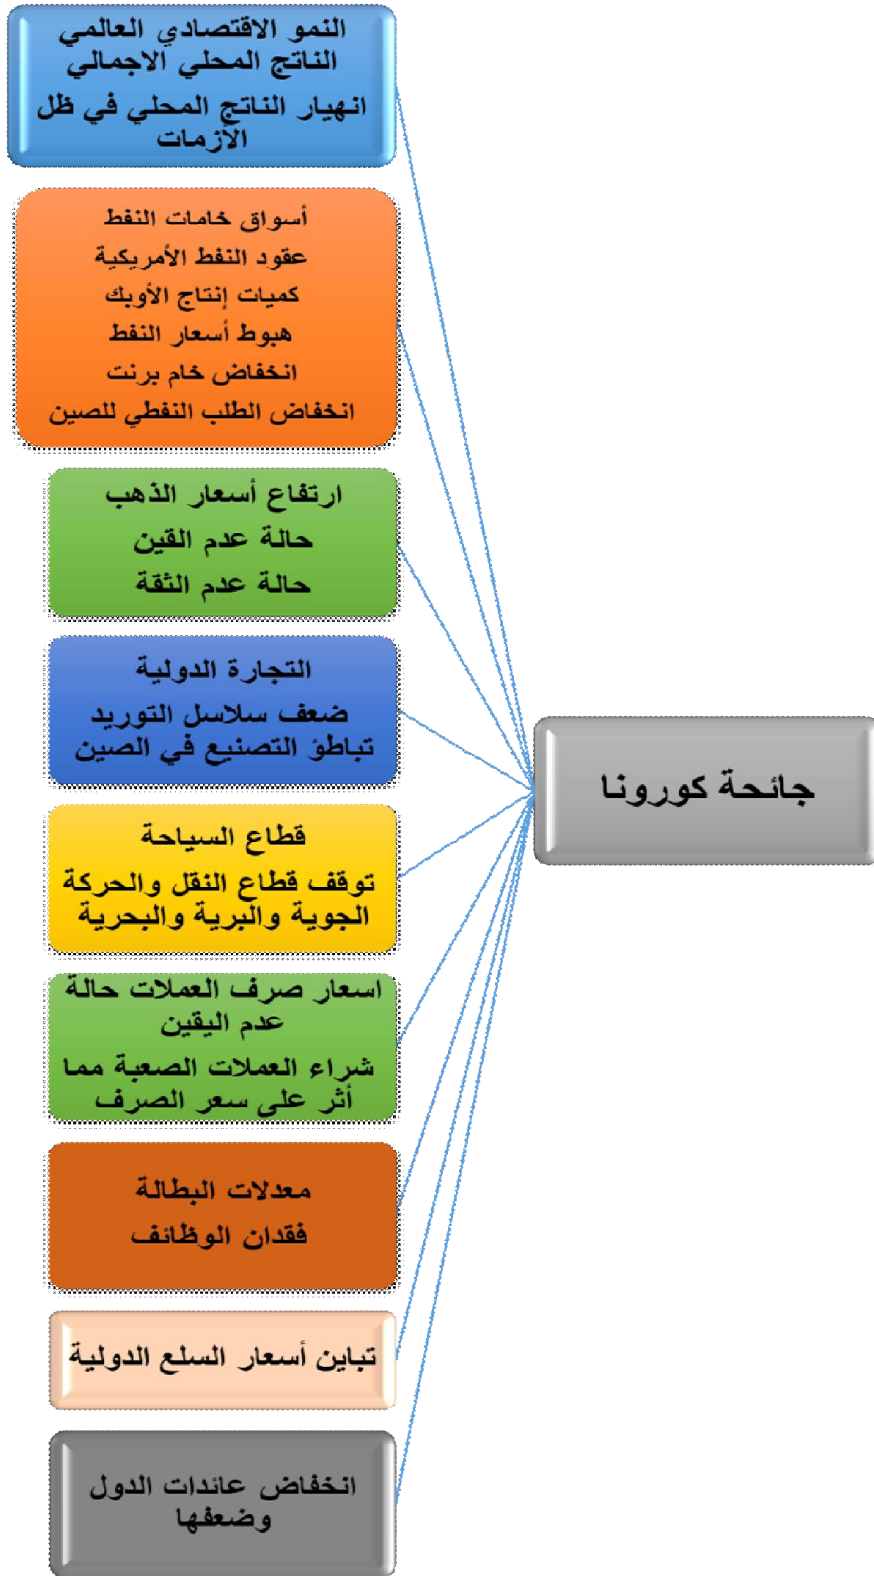 جائحة كورونا
النمو الاقتصادي العالمي
الناتج المحلي الاجمالي
انهيار الناتج المحلي في ظل
الأزمات
أسواق خامات النفط
عقود النفط الأمريكية
كميات إنتاج الأوبك
هبوط أسعار النفط
انخفاض خام برنت
انخفاض الطلب النفطي للصين
ارتفاع أسعار الذهب
حالة عدم القين
حالة عدم الثقة
التجارة الدولية
ضعف سلاسل التوريد
تباطؤ التصنيع في الصين
قطاع السياحة
توقف قطاع النقل والحركة
الجوية والبرية والبحرية
اسعار صرف العملات حالة
عدم اليقين
شراء العملات الصعبة مما
أثر على سعر الصرف
معدلات البطالة
فقدان الوظائف
تباين أسعار السلع الدولية
انخفاض عائدات الدول
وضعفها